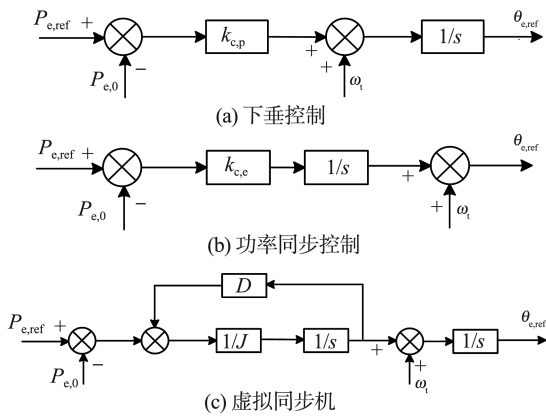 P_e,ref + k_c,p + 1/s θ_e,ref
− +
P_e,0 ω_t
(a) 下垂控制
P_e,ref + k_c,e 1/s + θ_e,ref
− +
P_e,0 ω_t
(b) 功率同步控制
D
P_e,ref + 1/J 1/s + 1/s θ_e,ref
− +
P_e,0 ω_t
(c) 虚拟同步机